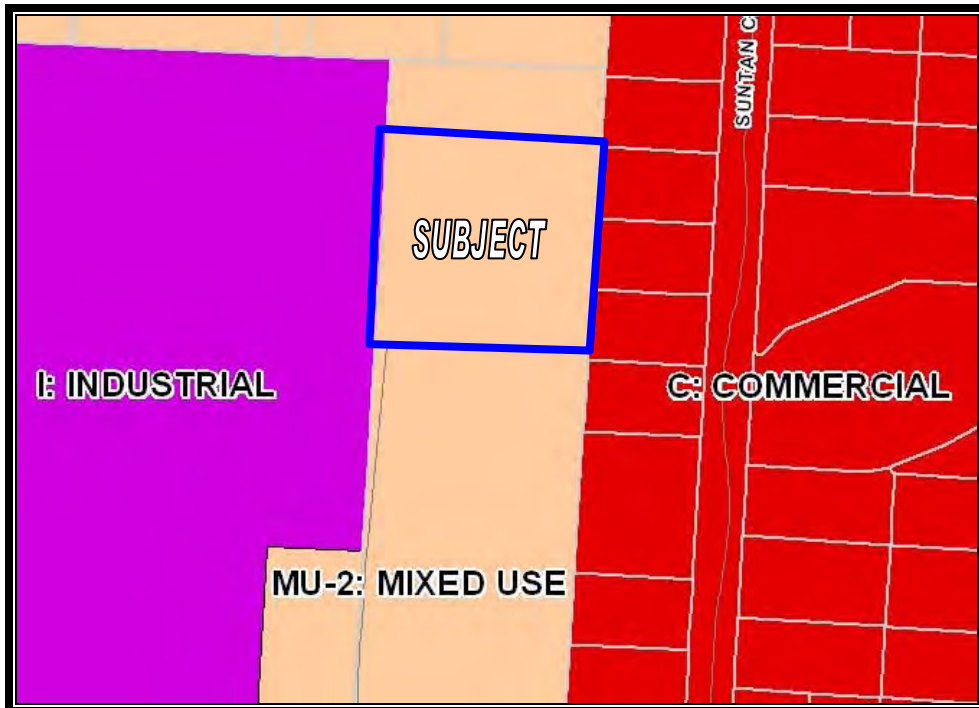 SUNTAN C
SUBJECT
I: INDUSTRIAL
C: COMMERCIAL
MU-2: MIXED USE